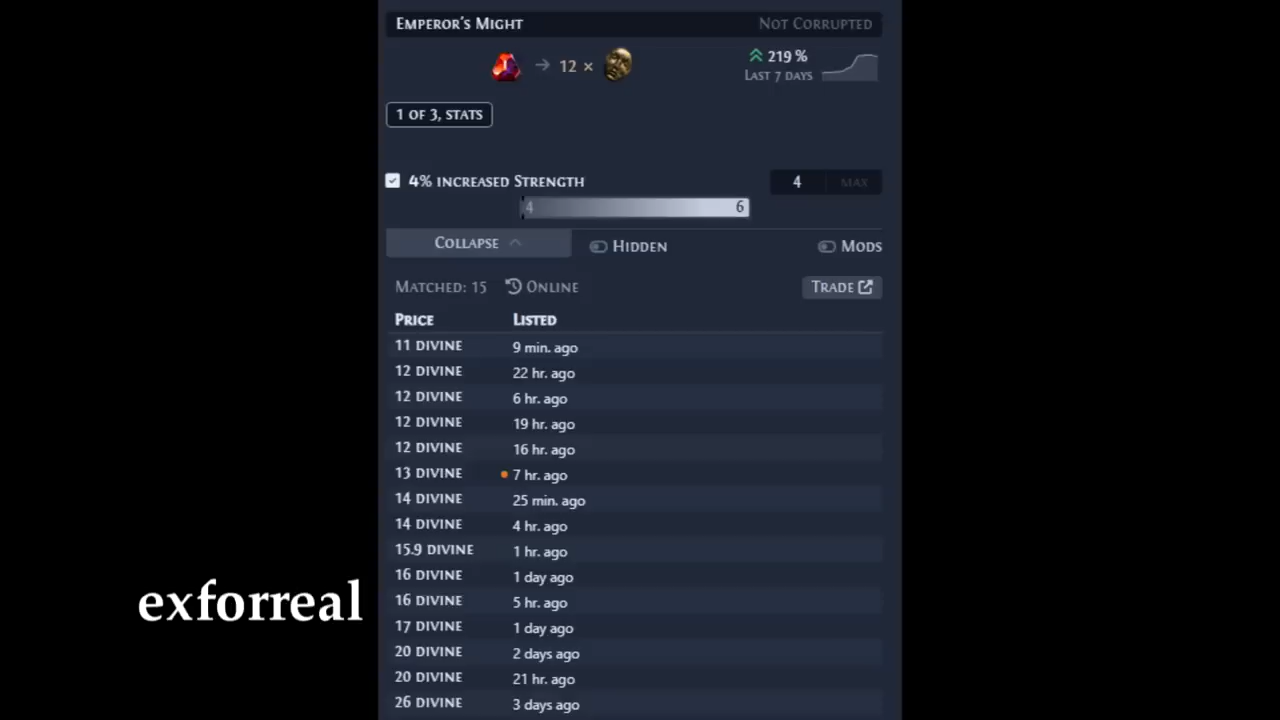 Emperor's Might Not Corrupted
12 × 219 %
Last 7 days
1 of 3, stats
4% increased Strength 4 MAX
4 6
Collapse Hidden Mods
Matched: 15 Online Trade
Price Listed
11 divine 9 min. ago
12 divine 22 hr. ago
12 divine 6 hr. ago
12 divine 19 hr. ago
12 divine 16 hr. ago
13 divine 7 hr. ago
14 divine 25 min. ago
14 divine 4 hr. ago
15.9 divine 1 hr. ago
16 divine 1 day ago
16 divine 5 hr. ago
17 divine 1 day ago
20 divine 2 days ago
20 divine 21 hr. ago
26 divine 3 days ago
exforreal